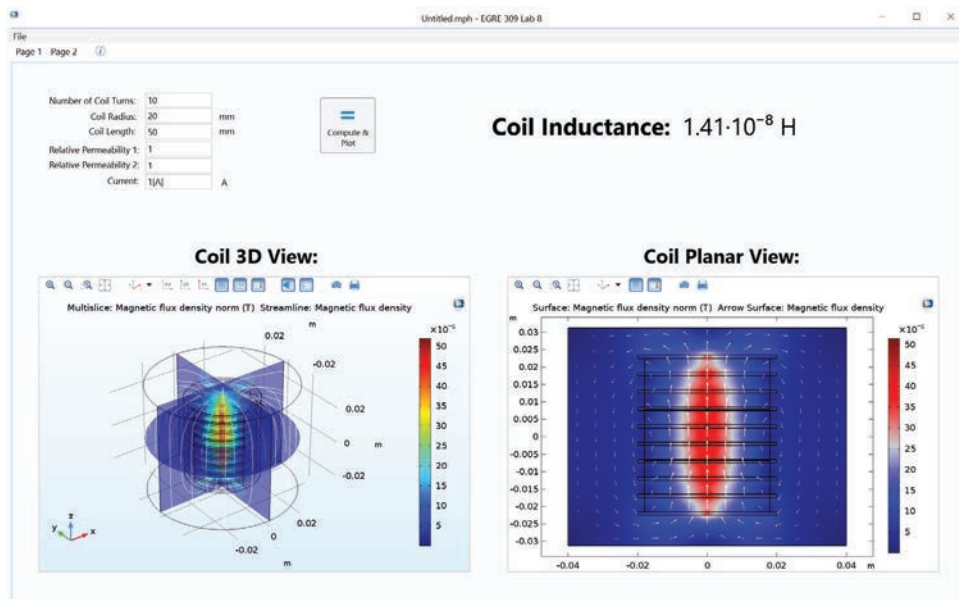 Untitled.mph - EGRE 309 Lab 8
File
Page 1 Page 2
Number of Coil Turns: 10
Coil Radius: 20 mm
Coil Length: 50 mm
Relative Permeability 1: 1
Relative Permeability 2: 1
Current: 1[A] A
=
Compute & Plot
Coil Inductance: 1.41·10⁻⁸ H
Coil 3D View:
Multislice: Magnetic flux density norm (T) Streamline: Magnetic flux density
m
0.02
-0.02
0.02
0
m
-0.02
0.02
0
-0.02
m
z
y
x
50
45
40
35
30
25
20
15
10
5
Coil Planar View:
Surface: Magnetic flux density norm (T) Arrow Surface: Magnetic flux density
m
0.03
0.025
0.02
0.015
0.01
0.005
0
-0.005
-0.01
-0.015
-0.02
-0.025
-0.03
-0.04 -0.02 0 0.02 0.04 m
50
45
40
35
30
25
20
15
10
5